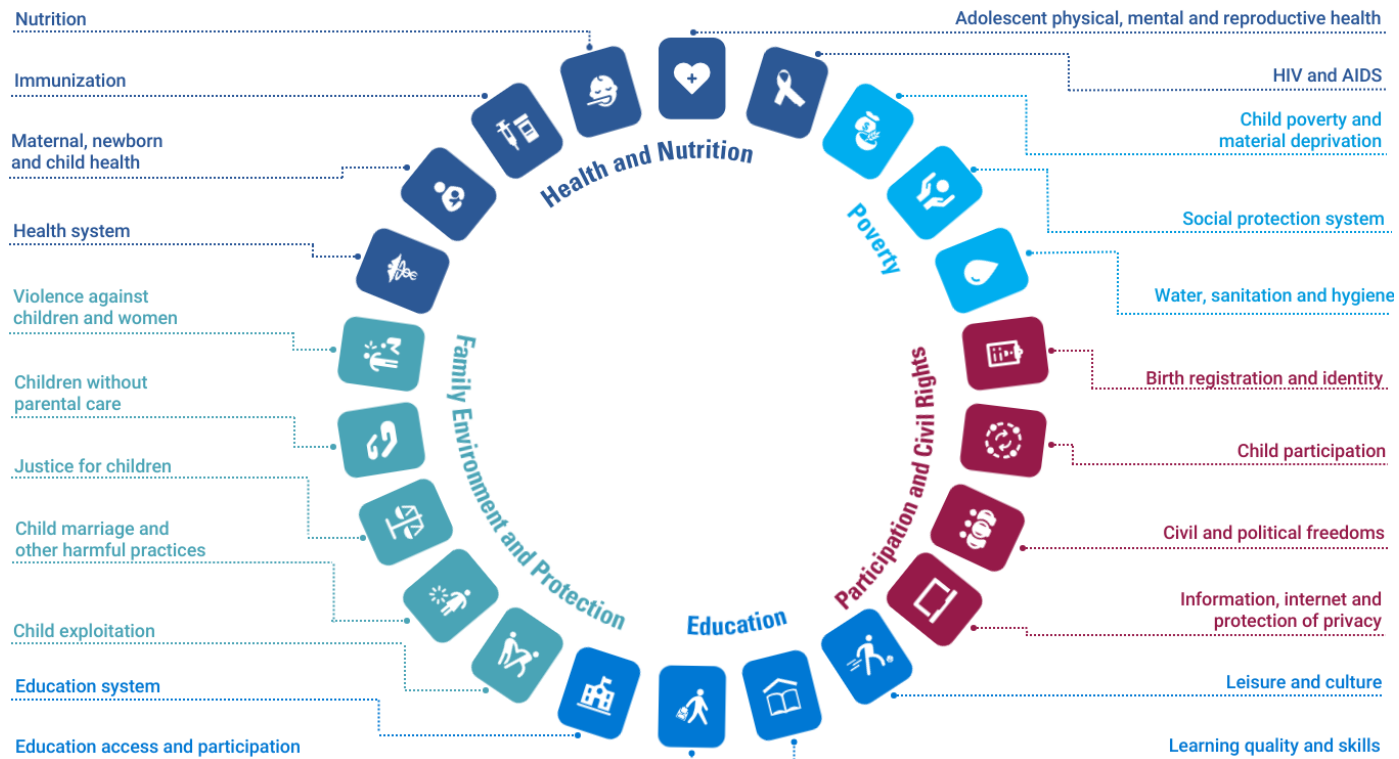 Nutrition
Adolescent physical, mental and reproductive health
Immunization
HIV and AIDS
Maternal, newborn
and child health
Child poverty and
material deprivation
Health system
Social protection system
Violence against
children and women
Water, sanitation and hygiene
Children without
parental care
Birth registration and identity
Justice for children
Child participation
Child marriage and
other harmful practices
Civil and political freedoms
Child exploitation
Information, internet and
protection of privacy
Education system
Leisure and culture
Education access and participation
Learning quality and skills
Health and Nutrition
Poverty
Participation and Civil Rights
Education
Family Environment and Protection